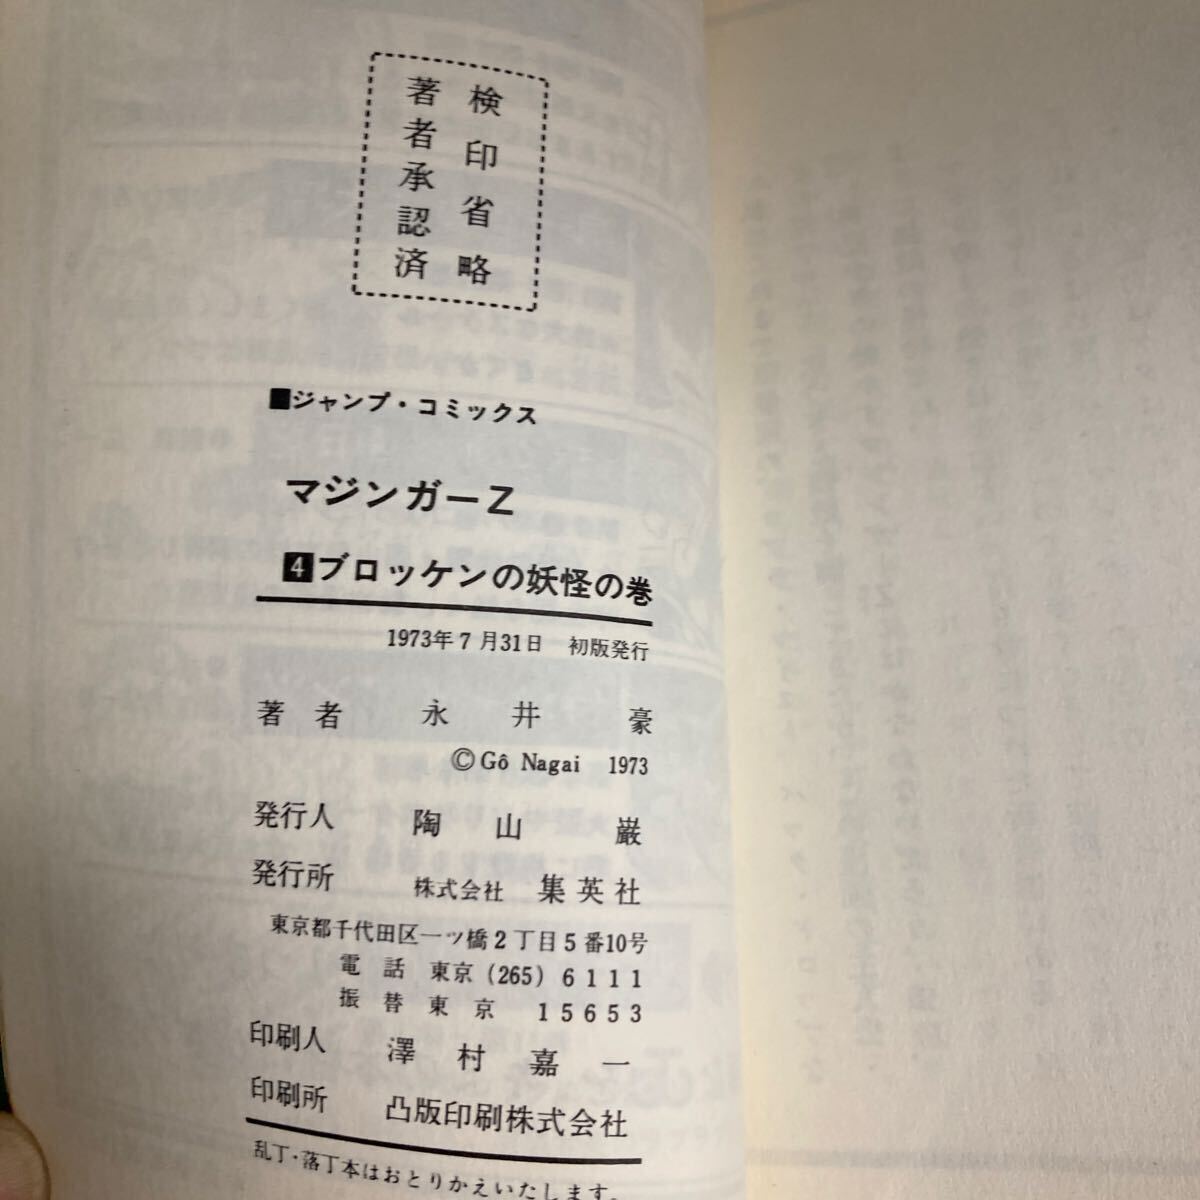 検印省略
著者承認済
■ジャンプ・コミックス
マジンガーZ
4ブロッケンの妖怪の巻
1973年7月31日 初版発行
著者 永井豪
©Gô Nagai 1973
発行人 陶山巌
発行所 株式会社 集英社
東京都千代田区一ツ橋2丁目5番10号
電話 東京(265)6111
振替東京 15653
印刷人 澤村嘉一
印刷所 凸版印刷株式会社
乱丁・落丁本はおとりかえいたします。